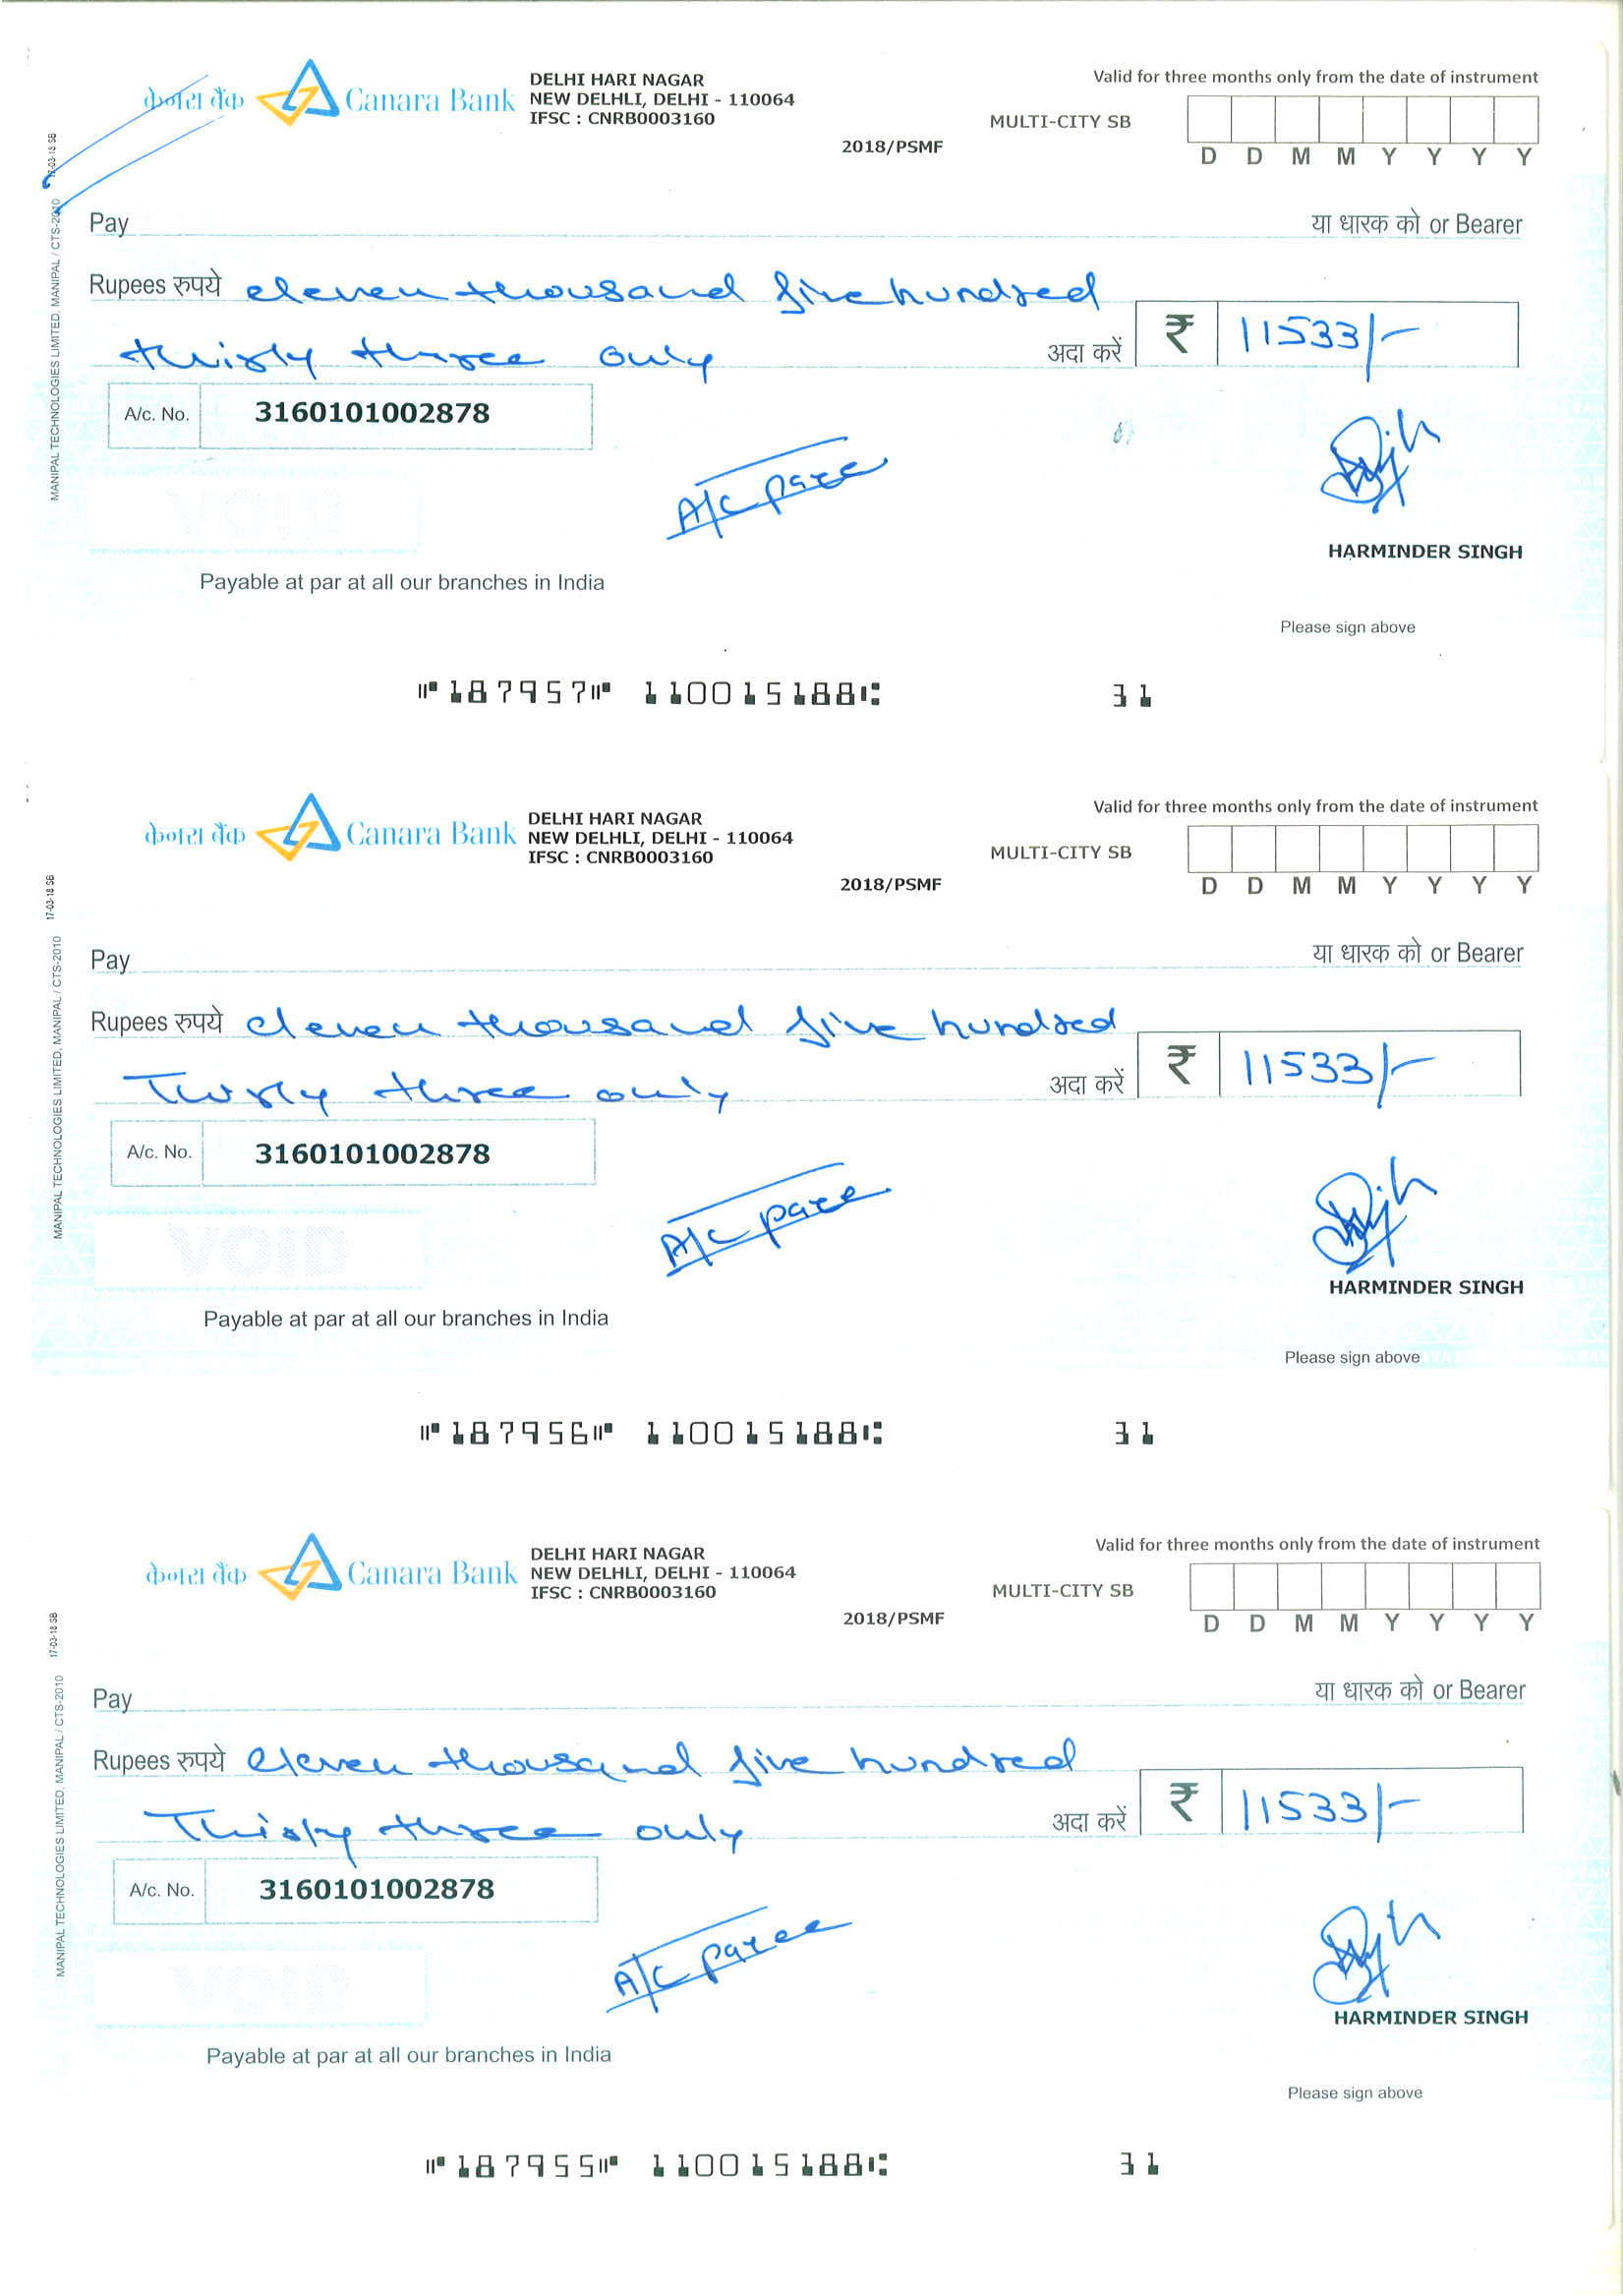 केनरा बैंक Canara Bank
DELHI HARI NAGAR
NEW DELHLI, DELHI - 110064
IFSC : CNRB0003160
2018/PSMF
MULTI-CITY SB
Valid for three months only from the date of instrument
D D M M Y Y Y Y
MANIPAL TECHNOLOGIES LIMITED, MANIPAL / CTS-2010 17-03-18 SB
Pay
या धारक को or Bearer
Rupees रुपये eleven thousand five hundred
thirty three only
अदा करें ₹ 11533/-
A/c. No. 3160101002878
A/C payee
VOID
HARMINDER SINGH
Payable at par at all our branches in India
Please sign above
187957 110015188 31
केनरा बैंक Canara Bank
DELHI HARI NAGAR
NEW DELHLI, DELHI - 110064
IFSC : CNRB0003160
2018/PSMF
MULTI-CITY SB
Valid for three months only from the date of instrument
D D M M Y Y Y Y
MANIPAL TECHNOLOGIES LIMITED, MANIPAL / CTS-2010 17-03-18 SB
Pay
या धारक को or Bearer
Rupees रुपये eleven thousand five hundred
Thirty three only
अदा करें ₹ 11533/-
A/c. No. 3160101002878
A/C payee
VOID
HARMINDER SINGH
Payable at par at all our branches in India
Please sign above
187956 110015188 31
केनरा बैंक Canara Bank
DELHI HARI NAGAR
NEW DELHLI, DELHI - 110064
IFSC : CNRB0003160
2018/PSMF
MULTI-CITY SB
Valid for three months only from the date of instrument
D D M M Y Y Y Y
MANIPAL TECHNOLOGIES LIMITED, MANIPAL / CTS-2010 17-03-18 SB
Pay
या धारक को or Bearer
Rupees रुपये eleven thousand five hundred
Thirty three only
अदा करें ₹ 11533/-
A/c. No. 3160101002878
A/C payee
VOID
HARMINDER SINGH
Payable at par at all our branches in India
Please sign above
187955 110015188 31